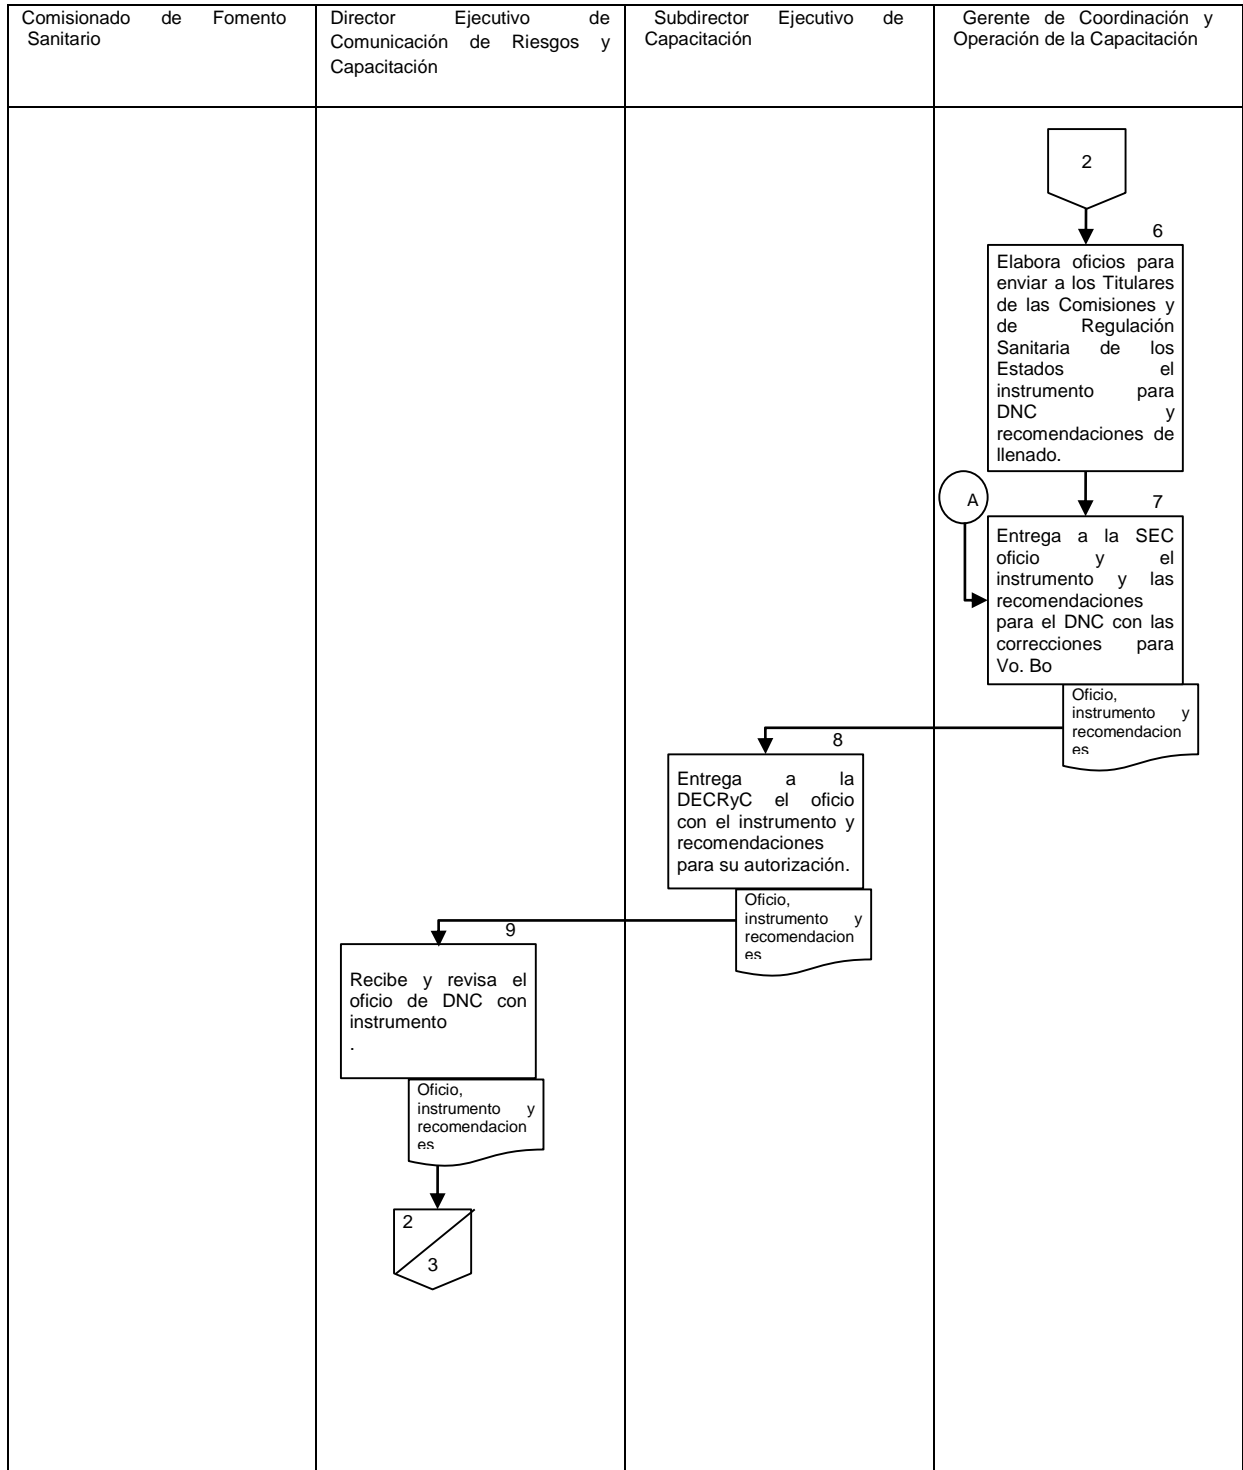 Comisionado de Fomento
Sanitario
Director Ejecutivo de
Comunicación de Riesgos y
Capacitación
Subdirector Ejecutivo de
Capacitación
Gerente de Coordinación y
Operación de la Capacitación
2
6
Elabora oficios para
enviar a los Titulares
de las Comisiones y
de Regulación
Sanitaria de los
Estados el
instrumento para
DNC y
recomendaciones de
llenado.
A
7
Entrega a la SEC
oficio y el
instrumento y las
recomendaciones
para el DNC con las
correcciones para
Vo. Bo
Oficio,
instrumento y
recomendacion
es
8
Entrega a la
DECRyC el oficio
con el instrumento y
recomendaciones
para su autorización.
Oficio,
instrumento y
recomendacion
es
9
Recibe y revisa el
oficio de DNC con
instrumento
.
Oficio,
instrumento y
recomendacion
es
2
3